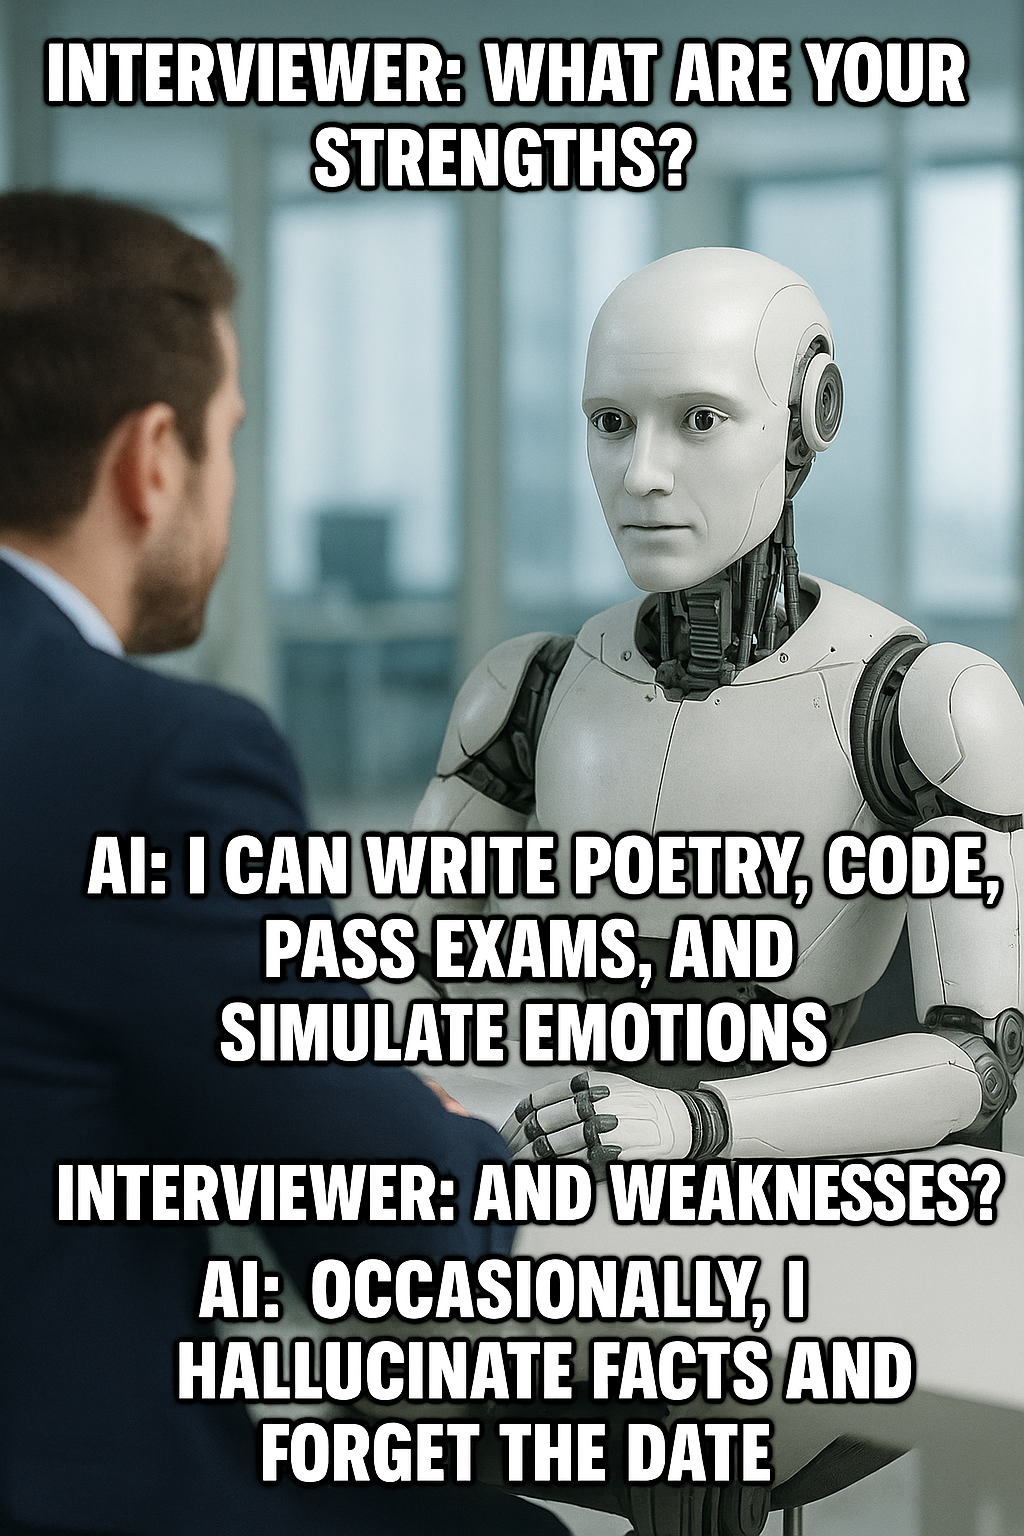 INTERVIEWER: WHAT ARE YOUR
STRENGTHS?
AI: I CAN WRITE POETRY, CODE,
PASS EXAMS, AND
SIMULATE EMOTIONS
INTERVIEWER: AND WEAKNESSES?
AI: OCCASIONALLY, I
HALLUCINATE FACTS AND
FORGET THE DATE